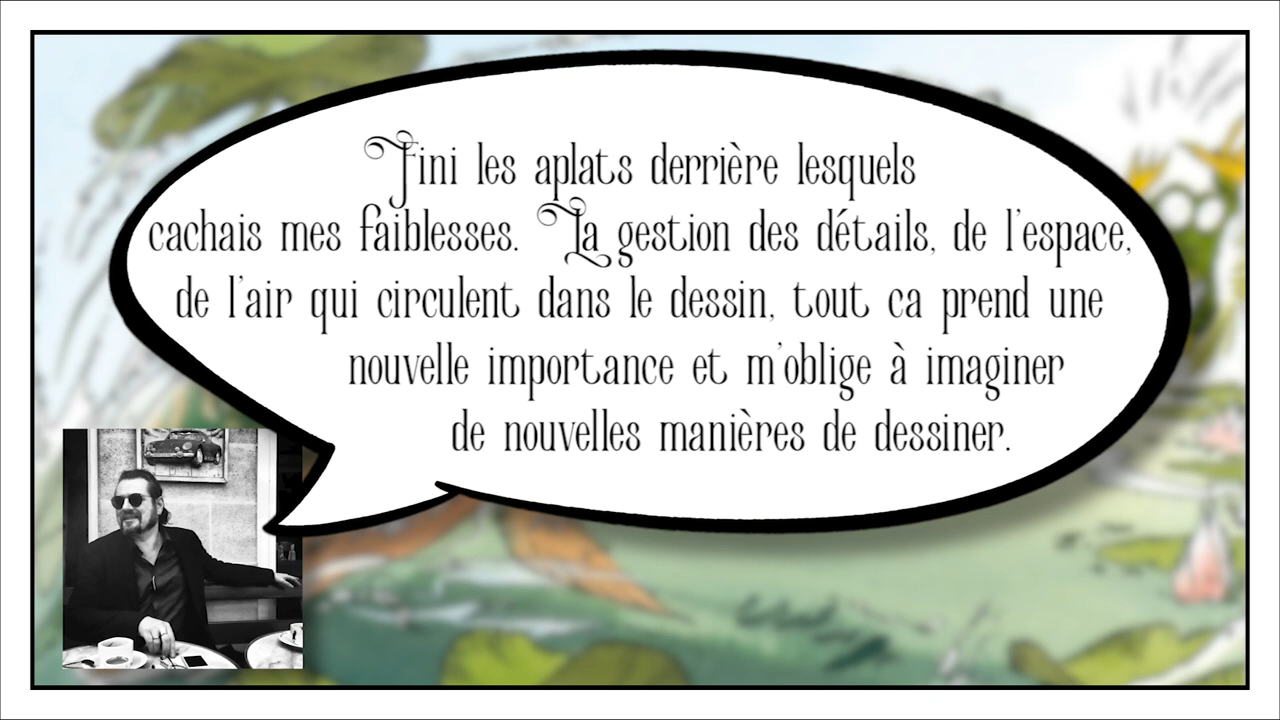 Fini les aplats derrière lesquels
cachais mes faiblesses. La gestion des détails, de l'espace,
de l'air qui circulent dans le dessin, tout ca prend une
nouvelle importance et m'oblige à imaginer
de nouvelles manières de dessiner.